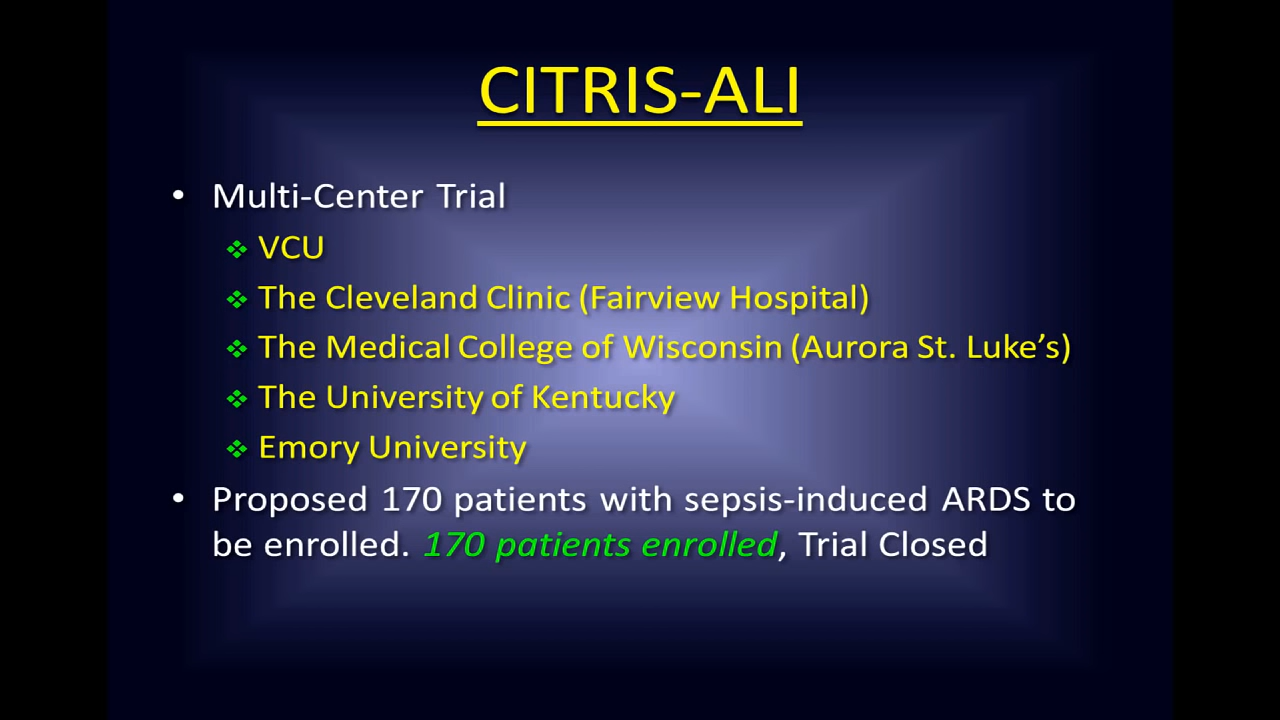 CITRIS-ALI
• Multi-Center Trial
❖ VCU
❖ The Cleveland Clinic (Fairview Hospital)
❖ The Medical College of Wisconsin (Aurora St. Luke’s)
❖ The University of Kentucky
❖ Emory University
• Proposed 170 patients with sepsis-induced ARDS to
be enrolled. 170 patients enrolled, Trial Closed